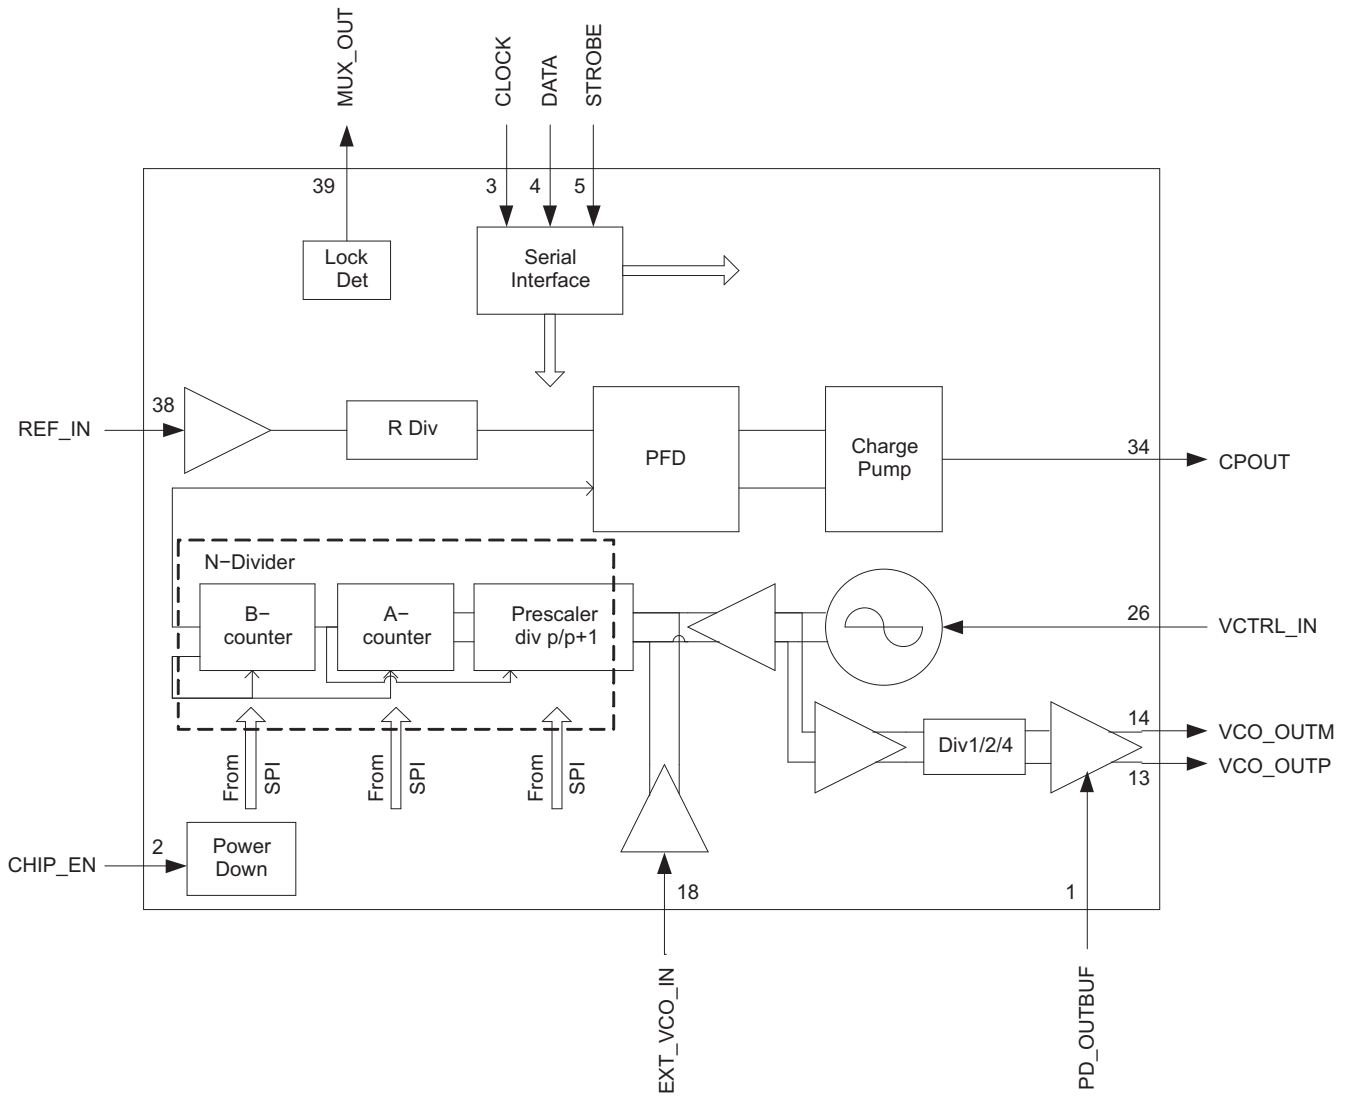 MUX_OUT
CLOCK
DATA
STROBE
39
3
4
5
Lock
Det
Serial
Interface
REF_IN
38
R Div
PFD
Charge
Pump
34
CPOUT
N−Divider
B−
counter
A−
counter
Prescaler
div p/p+1
26
VCTRL_IN
From
SPI
From
SPI
From
SPI
Div1/2/4
14
VCO_OUTM
13
VCO_OUTP
CHIP_EN
2
Power
Down
18
1
EXT_VCO_IN
PD_OUTBUF